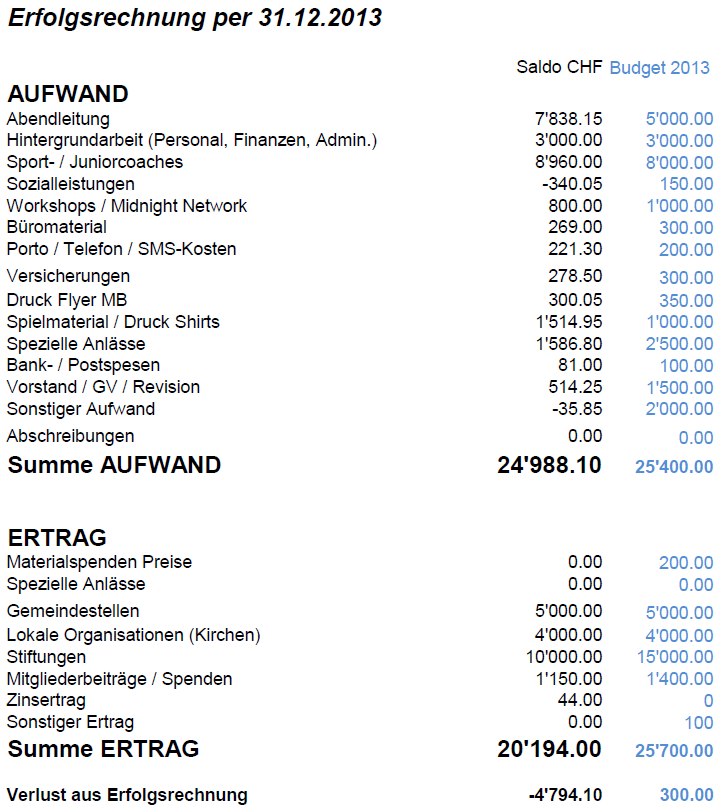 Erfolgsrechnung per 31.12.2013
Saldo CHF Budget 2013
AUFWAND
Abendleitung 7'838.15 5'000.00
Hintergrundarbeit (Personal, Finanzen, Admin.) 3'000.00 3'000.00
Sport- / Juniorcoaches 8'960.00 8'000.00
Sozialleistungen -340.05 150.00
Workshops / Midnight Network 800.00 1'000.00
Büromaterial 269.00 300.00
Porto / Telefon / SMS-Kosten 221.30 200.00
Versicherungen 278.50 300.00
Druck Flyer MB 300.05 350.00
Spielmaterial / Druck Shirts 1'514.95 1'000.00
Spezielle Anlässe 1'586.80 2'500.00
Bank- / Postspesen 81.00 100.00
Vorstand / GV / Revision 514.25 1'500.00
Sonstiger Aufwand -35.85 2'000.00
Abschreibungen 0.00 0.00
Summe AUFWAND 24'988.10 25'400.00
ERTRAG
Materialspenden Preise 0.00 200.00
Spezielle Anlässe 0.00 0.00
Gemeindestellen 5'000.00 5'000.00
Lokale Organisationen (Kirchen) 4'000.00 4'000.00
Stiftungen 10'000.00 15'000.00
Mitgliederbeiträge / Spenden 1'150.00 1'400.00
Zinsertrag 44.00 0
Sonstiger Ertrag 0.00 100
Summe ERTRAG 20'194.00 25'700.00
Verlust aus Erfolgsrechnung -4'794.10 300.00